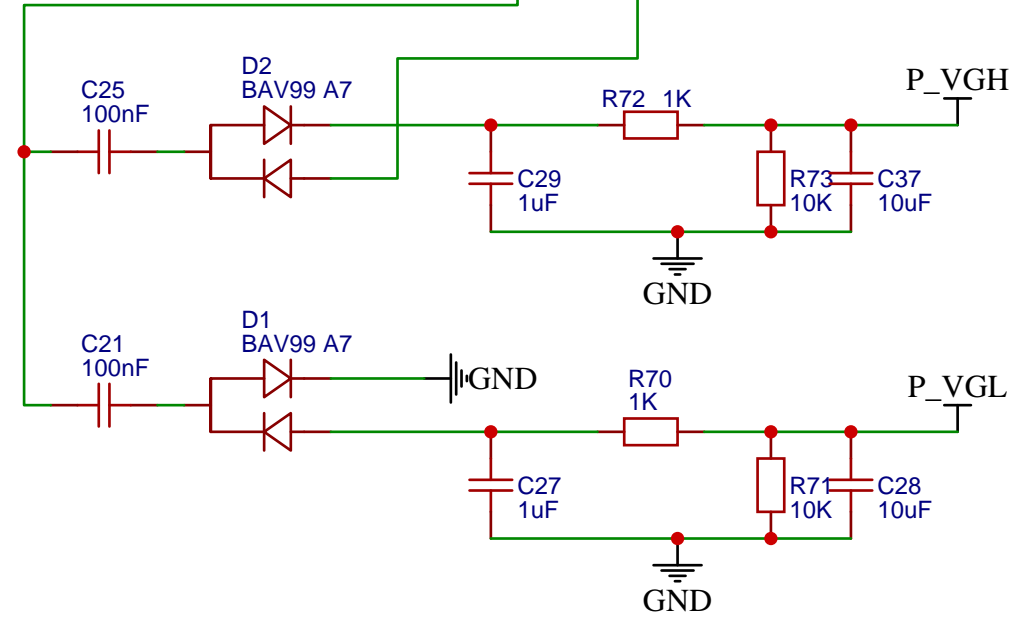 C25
100nF
D2
BAV99 A7
C29
1uF
R72 1K
R73
10K
C37
10uF
P_VGH
GND
C21
100nF
D1
BAV99 A7
GND
C27
1uF
R70
1K
R71
10K
C28
10uF
P_VGL
GND